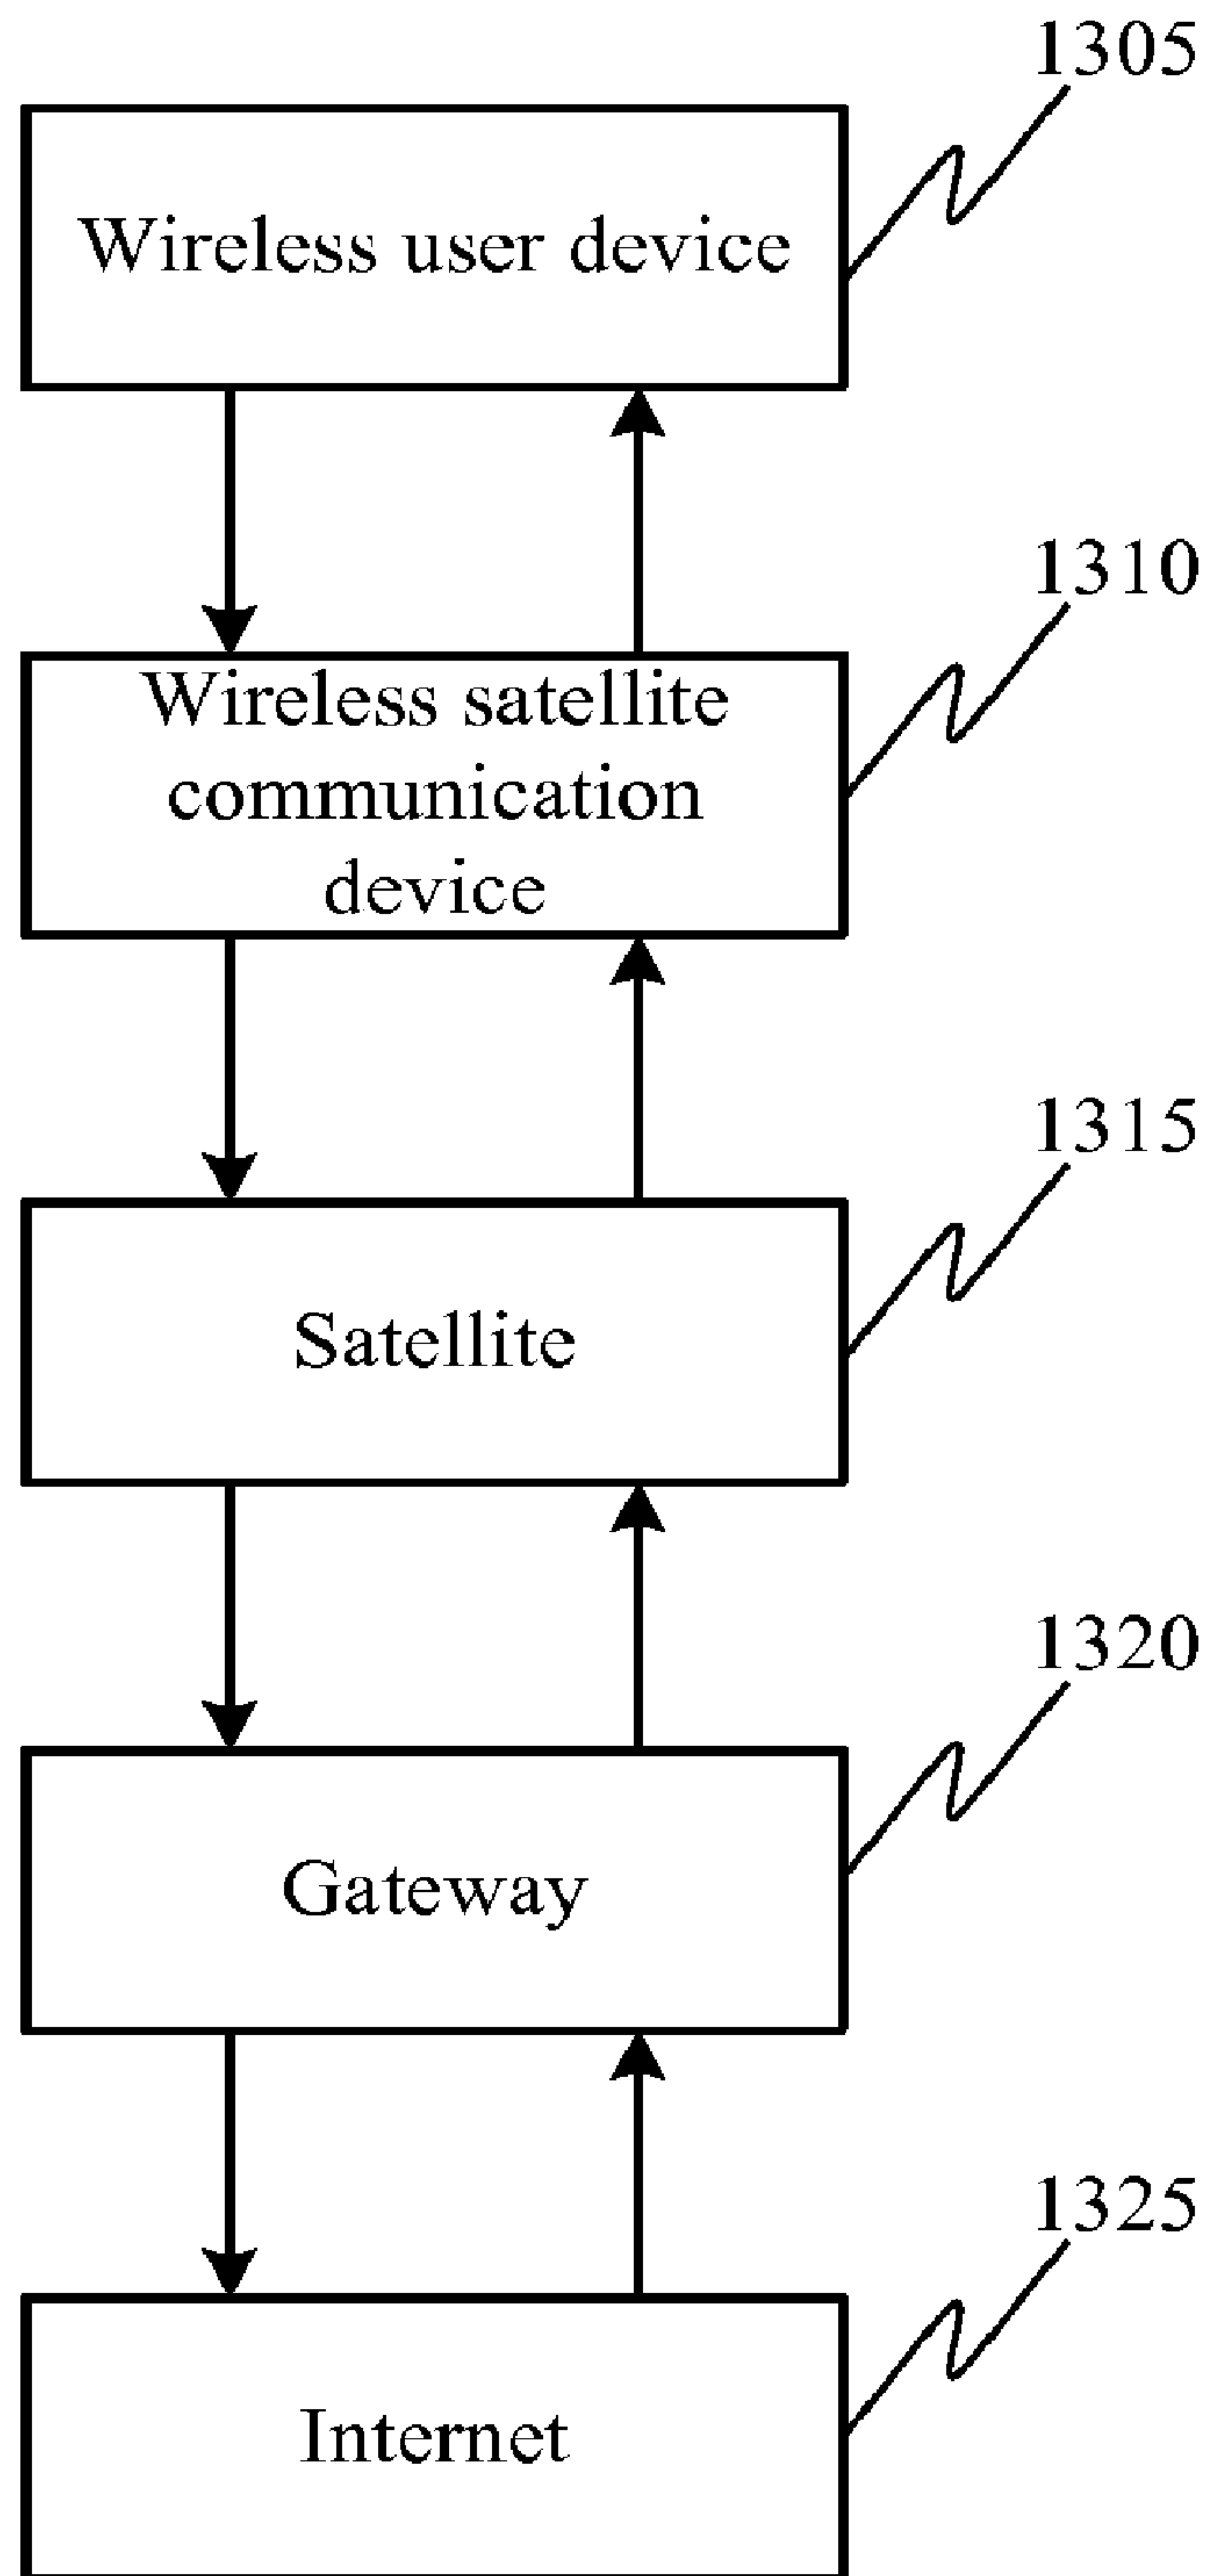 1305
Wireless user device
1310
Wireless satellite
communication
device
1315
Satellite
1320
Gateway
1325
Internet